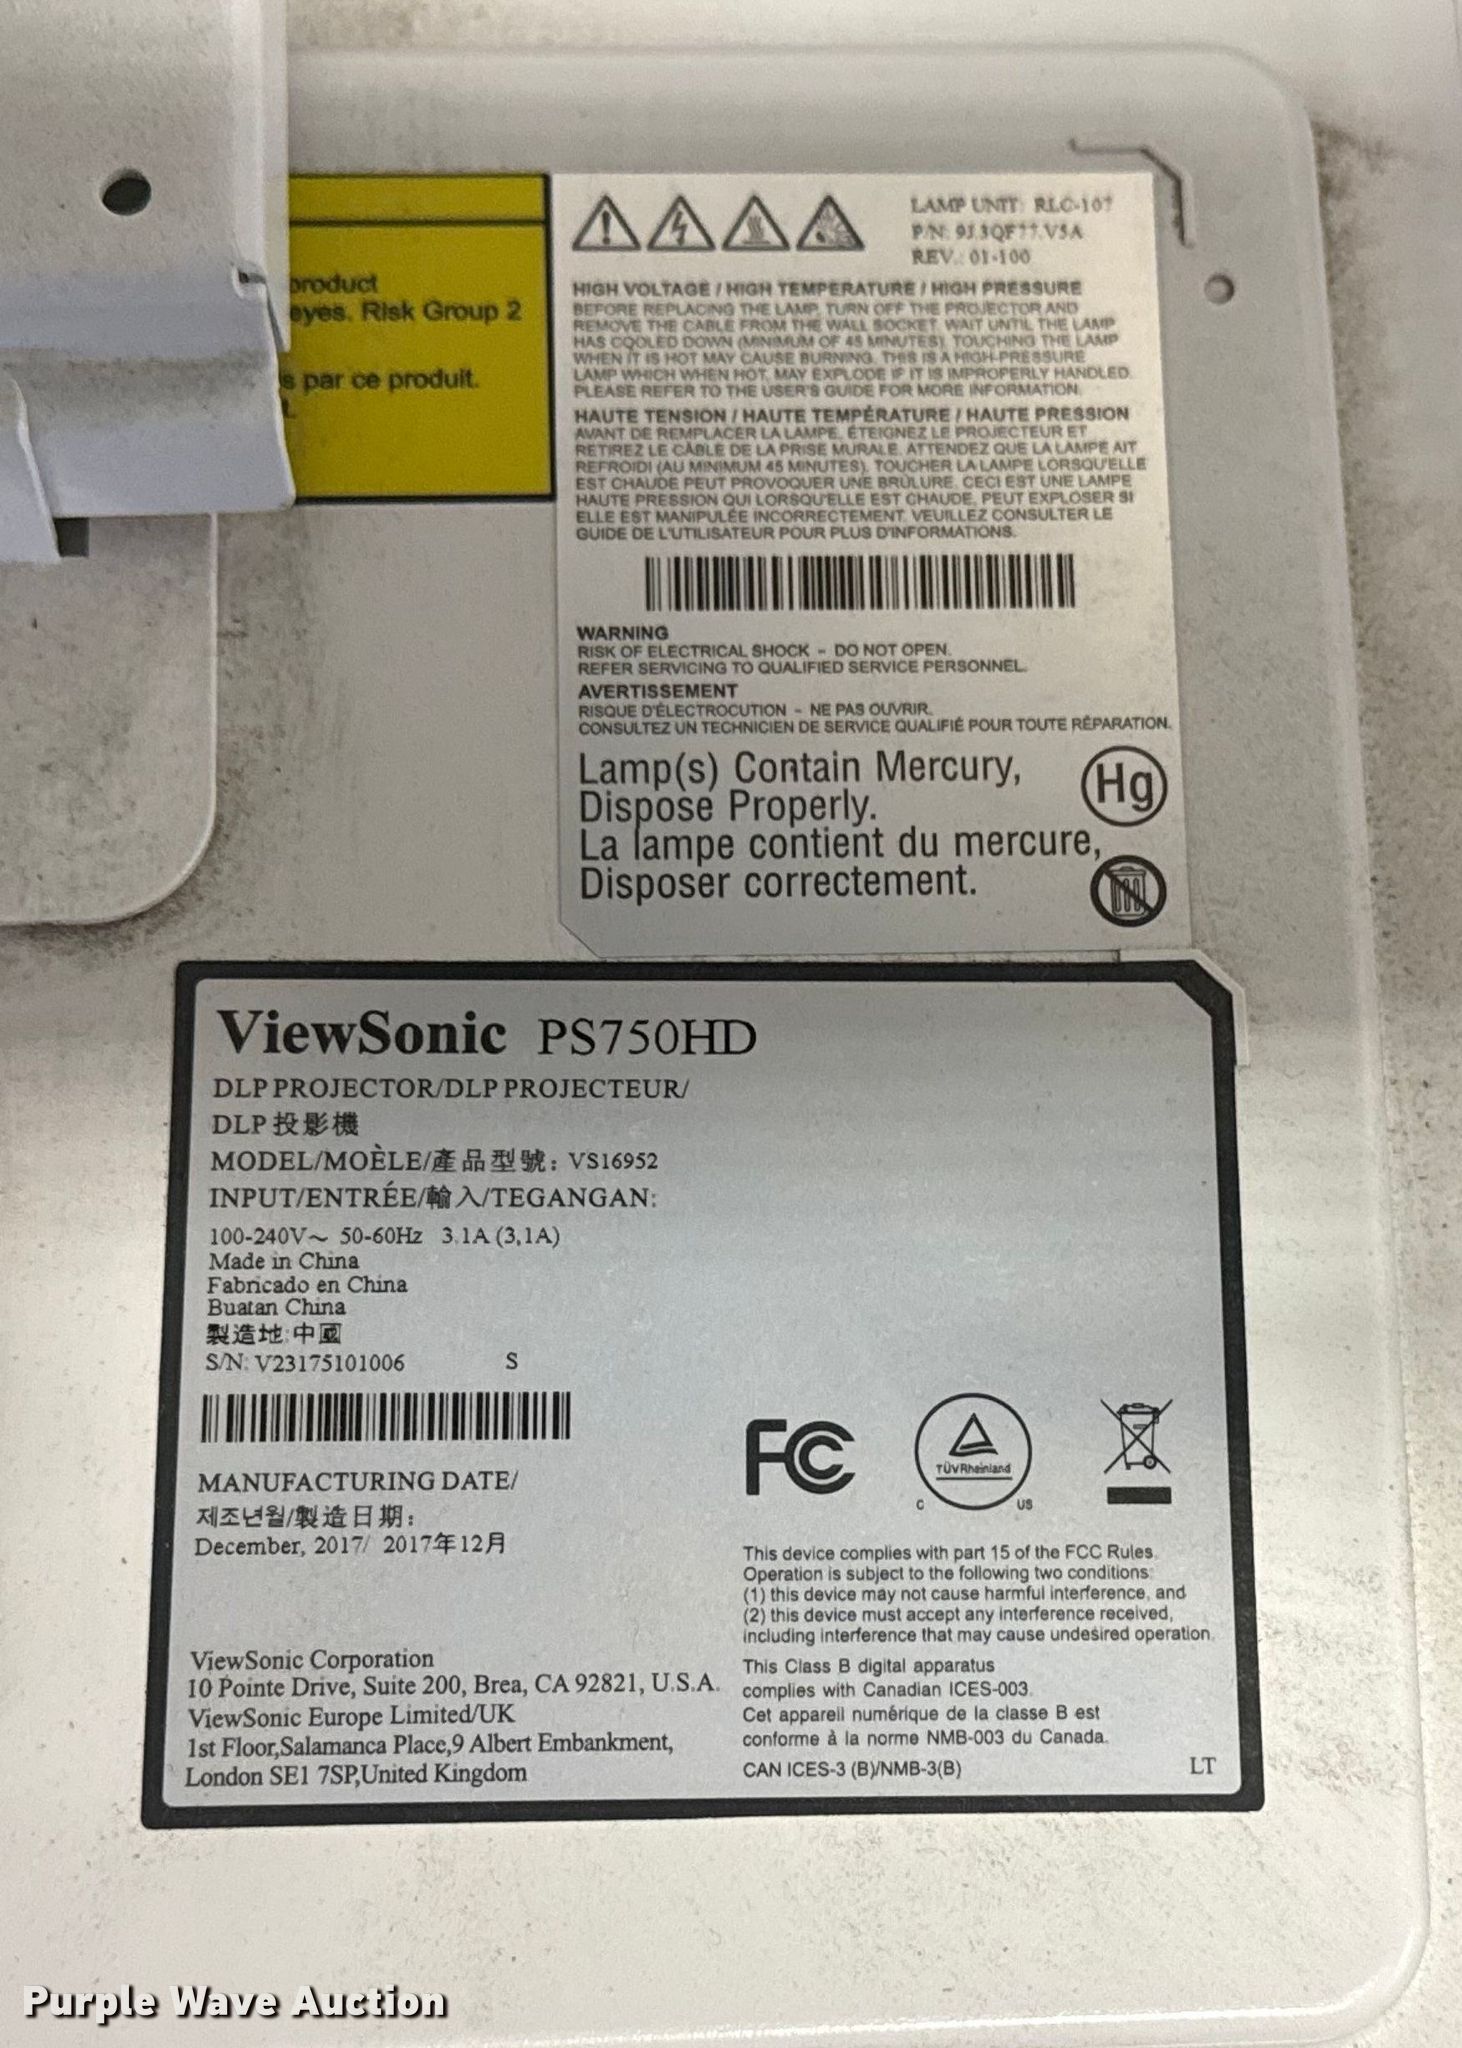 product
eyes. Risk Group 2
s par ce produit.
LAMP UNIT: RLC-107
P/N: 9J.3QF77.V5A
REV.: 01-100
HIGH VOLTAGE / HIGH TEMPERATURE / HIGH PRESSURE
BEFORE REPLACING THE LAMP, TURN OFF THE PROJECTOR AND
REMOVE THE CABLE FROM THE WALL SOCKET. WAIT UNTIL THE LAMP
HAS COOLED DOWN (MINIMUM OF 45 MINUTES). TOUCHING THE LAMP
WHEN IT IS HOT MAY CAUSE BURNING. THIS IS A HIGH-PRESSURE
LAMP WHICH WHEN HOT, MAY EXPLODE IF IT IS IMPROPERLY HANDLED.
PLEASE REFER TO THE USER'S GUIDE FOR MORE INFORMATION.
HAUTE TENSION / HAUTE TEMPÉRATURE / HAUTE PRESSION
AVANT DE REMPLACER LA LAMPE, ÉTEIGNEZ LE PROJECTEUR ET
RETIREZ LE CÂBLE DE LA PRISE MURALE. ATTENDEZ QUE LA LAMPE AIT
REFROIDI (AU MINIMUM 45 MINUTES). TOUCHER LA LAMPE LORSQU'ELLE
EST CHAUDE PEUT PROVOQUER UNE BRÛLURE. CECI EST UNE LAMPE
HAUTE PRESSION QUI LORSQU'ELLE EST CHAUDE, PEUT EXPLOSER SI
ELLE EST MANIPULÉE INCORRECTEMENT. VEUILLEZ CONSULTER LE
GUIDE DE L'UTILISATEUR POUR PLUS D'INFORMATIONS.
WARNING
RISK OF ELECTRICAL SHOCK - DO NOT OPEN.
REFER SERVICING TO QUALIFIED SERVICE PERSONNEL.
AVERTISSEMENT
RISQUE D'ÉLECTROCUTION - NE PAS OUVRIR.
CONSULTEZ UN TECHNICIEN DE SERVICE QUALIFIÉ POUR TOUTE RÉPARATION.
Lamp(s) Contain Mercury,
Dispose Properly.
La lampe contient du mercure,
Disposer correctement.
Hg
ViewSonic PS750HD
DLP PROJECTOR/DLP PROJECTEUR/
DLP 投影機
MODEL/MOÈLE/產品型號: VS16952
INPUT/ENTRÉE/輸入/TEGANGAN:
100-240V～ 50-60Hz 3.1A (3,1A)
Made in China
Fabricado en China
Buatan China
製造地:中國
S/N: V23175101006 S
MANUFACTURING DATE/
제조년월/製造日期:
December, 2017/ 2017年12月
ViewSonic Corporation
10 Pointe Drive, Suite 200, Brea, CA 92821, U.S.A.
ViewSonic Europe Limited/UK
1st Floor,Salamanca Place,9 Albert Embankment,
London SE1 7SP,United Kingdom
FC
TÜVRheinland
C US
This device complies with part 15 of the FCC Rules.
Operation is subject to the following two conditions:
(1) this device may not cause harmful interference, and
(2) this device must accept any interference received,
including interference that may cause undesired operation.
This Class B digital apparatus
complies with Canadian ICES-003.
Cet appareil numérique de la classe B est
conforme à la norme NMB-003 du Canada.
CAN ICES-3 (B)/NMB-3(B)
LT
Purple Wave Auction